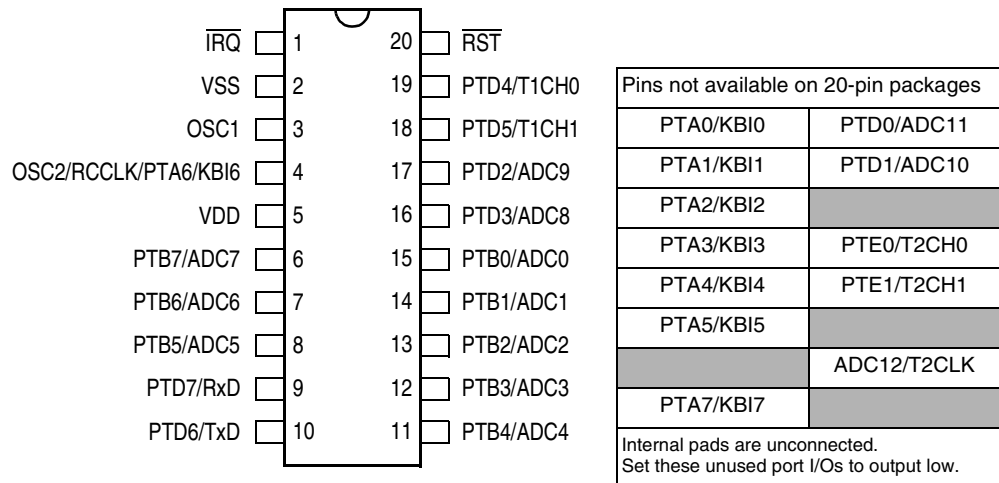 IRQ 1 20 RST
VSS 2 19 PTD4/T1CH0
OSC1 3 18 PTD5/T1CH1
OSC2/RCCLK/PTA6/KBI6 4 17 PTD2/ADC9
VDD 5 16 PTD3/ADC8
PTB7/ADC7 6 15 PTB0/ADC0
PTB6/ADC6 7 14 PTB1/ADC1
PTB5/ADC5 8 13 PTB2/ADC2
PTD7/RxD 9 12 PTB3/ADC3
PTD6/TxD 10 11 PTB4/ADC4
Pins not available on 20-pin packages
PTA0/KBI0 PTD0/ADC11
PTA1/KBI1 PTD1/ADC10
PTA2/KBI2
PTA3/KBI3 PTE0/T2CH0
PTA4/KBI4 PTE1/T2CH1
PTA5/KBI5
ADC12/T2CLK
PTA7/KBI7
Internal pads are unconnected.
Set these unused port I/Os to output low.